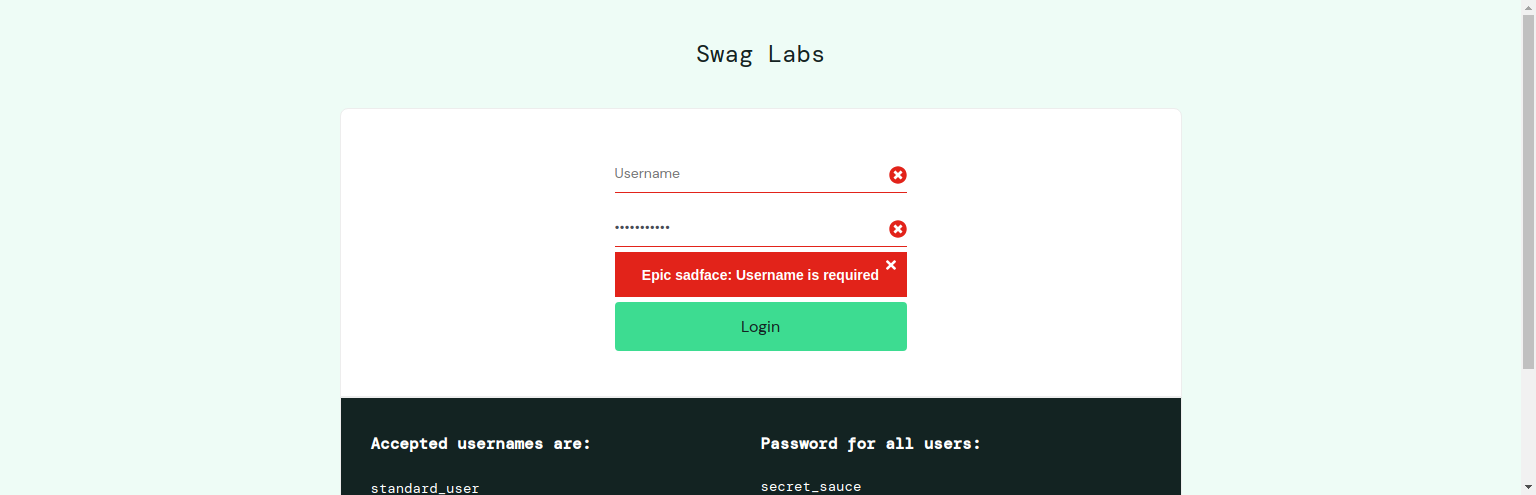 Swag Labs
Username
•••••••••••
Epic sadface: Username is required
Login
Accepted usernames are:
standard_user
Password for all users:
secret_sauce